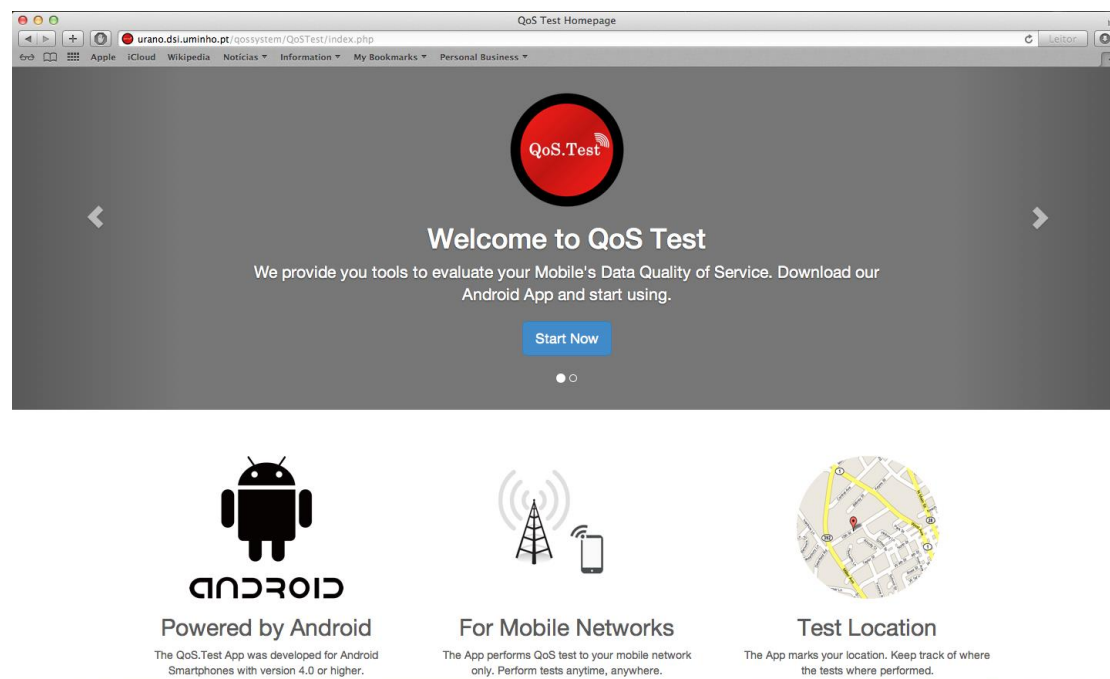 QoS Test Homepage
urano.dsi.uminho.pt/qossystem/QoSTest/index.php
Leitor
Apple iCloud Wikipedia Notícias Information My Bookmarks Personal Business
QoS.Test
Welcome to QoS Test
We provide you tools to evaluate your Mobile's Data Quality of Service. Download our
Android App and start using.
Start Now
ANDROID
Powered by Android
The QoS.Test App was developed for Android
Smartphones with version 4.0 or higher.
For Mobile Networks
The App performs QoS test to your mobile network
only. Perform tests anytime, anywhere.
Test Location
The App marks your location. Keep track of where
the tests where performed.